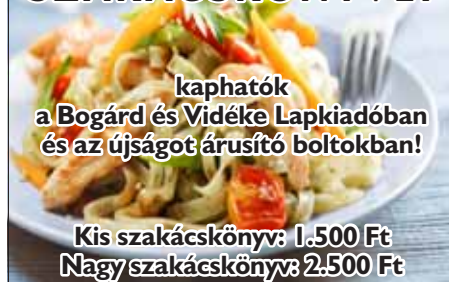 kaphatók
a Bogárd és Vidéke Lapkiadóban
és az újságot árusító boltokban!
Kis szakácskönyv: 1.500 Ft
Nagy szakácskönyv: 2.500 Ft